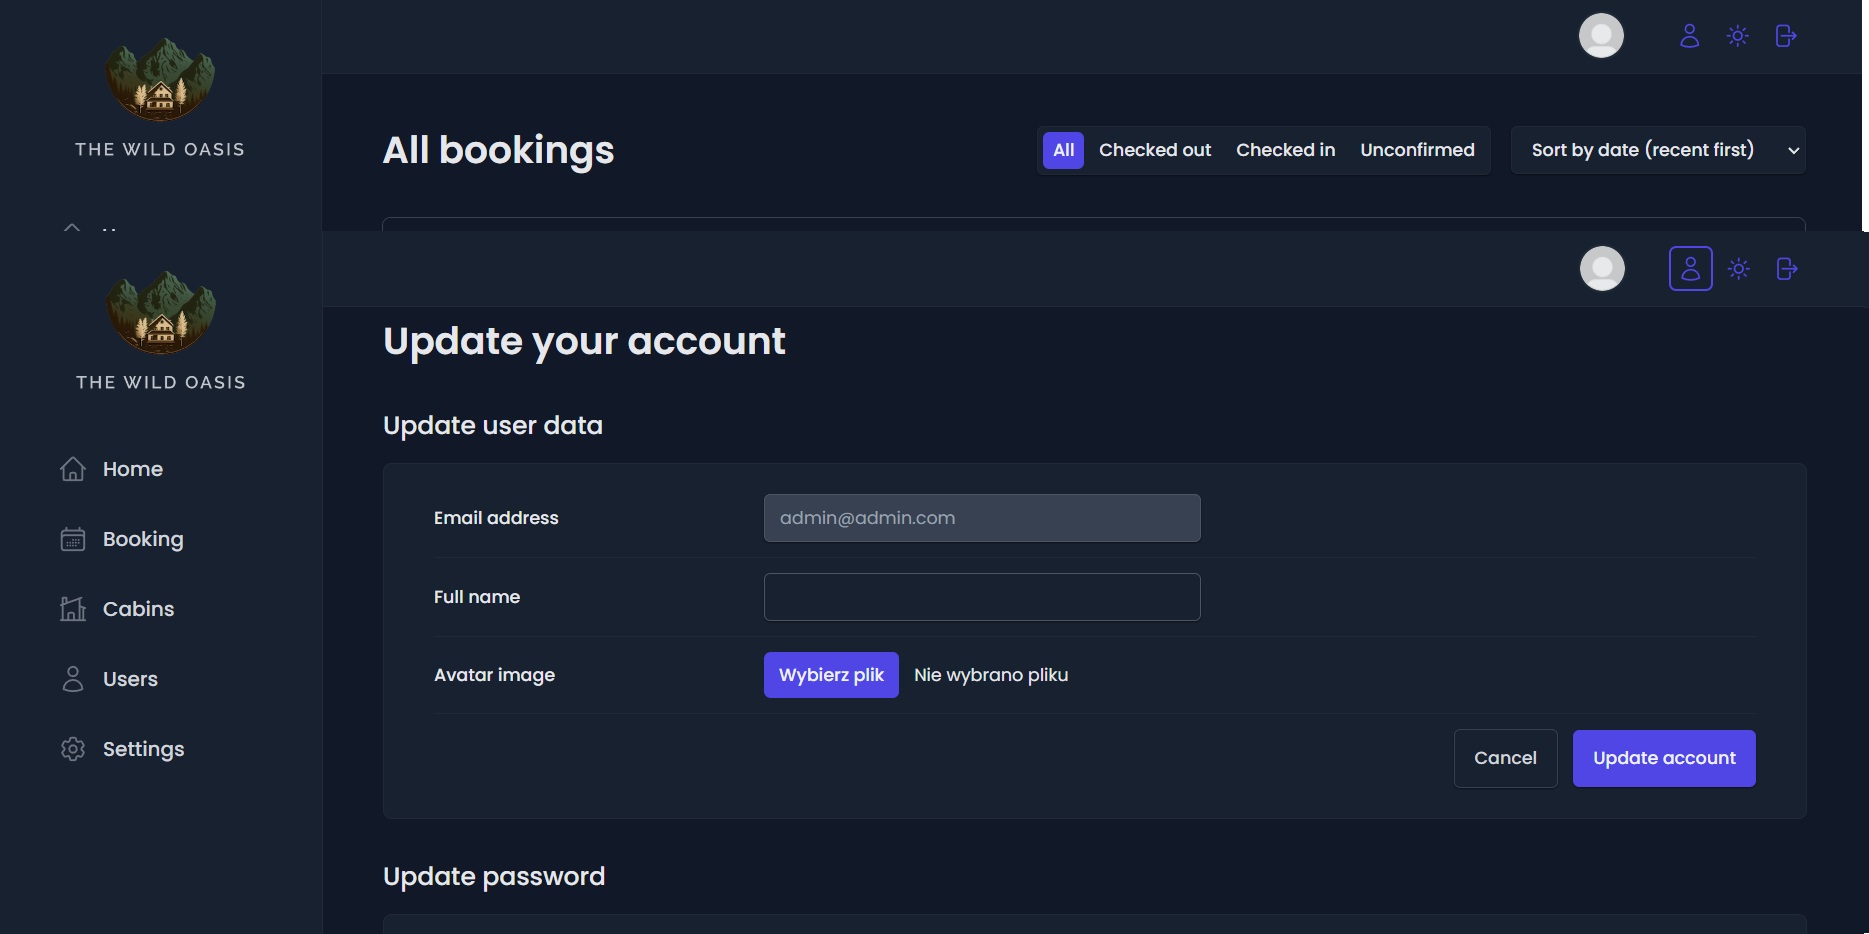 THE WILD OASIS
All bookings
All Checked out Checked in Unconfirmed
Sort by date (recent first)
THE WILD OASIS
Home
Booking
Cabins
Users
Settings
Update your account
Update user data
Email address
admin@admin.com
Full name
Avatar image
Wybierz plik Nie wybrano pliku
Cancel
Update account
Update password